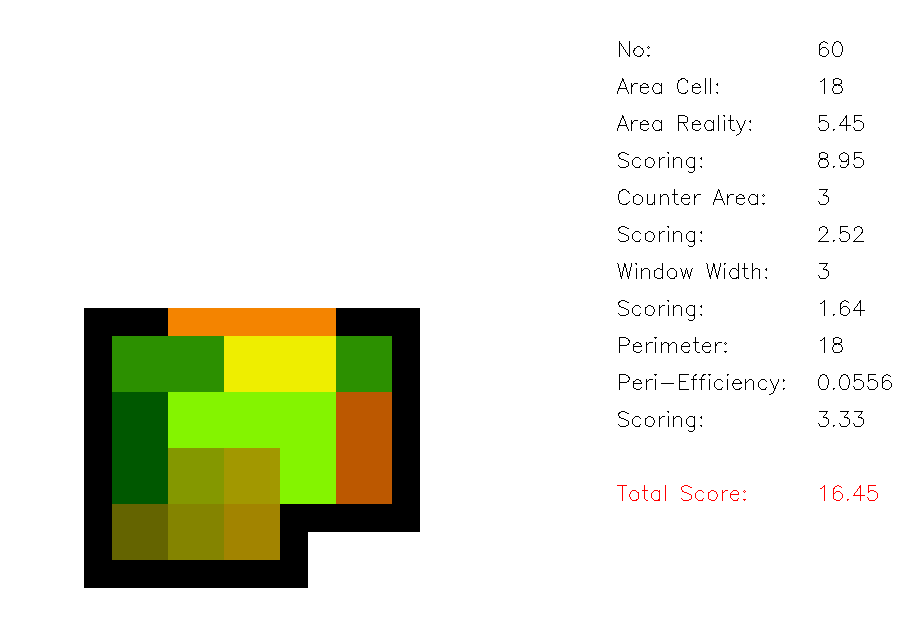 No: 60
Area Cell: 18
Area Reality: 5.45
Scoring: 8.95
Counter Area: 3
Scoring: 2.52
Window Width: 3
Scoring: 1.64
Perimeter: 18
Peri-Efficiency: 0.0556
Scoring: 3.33
Total Score: 16.45